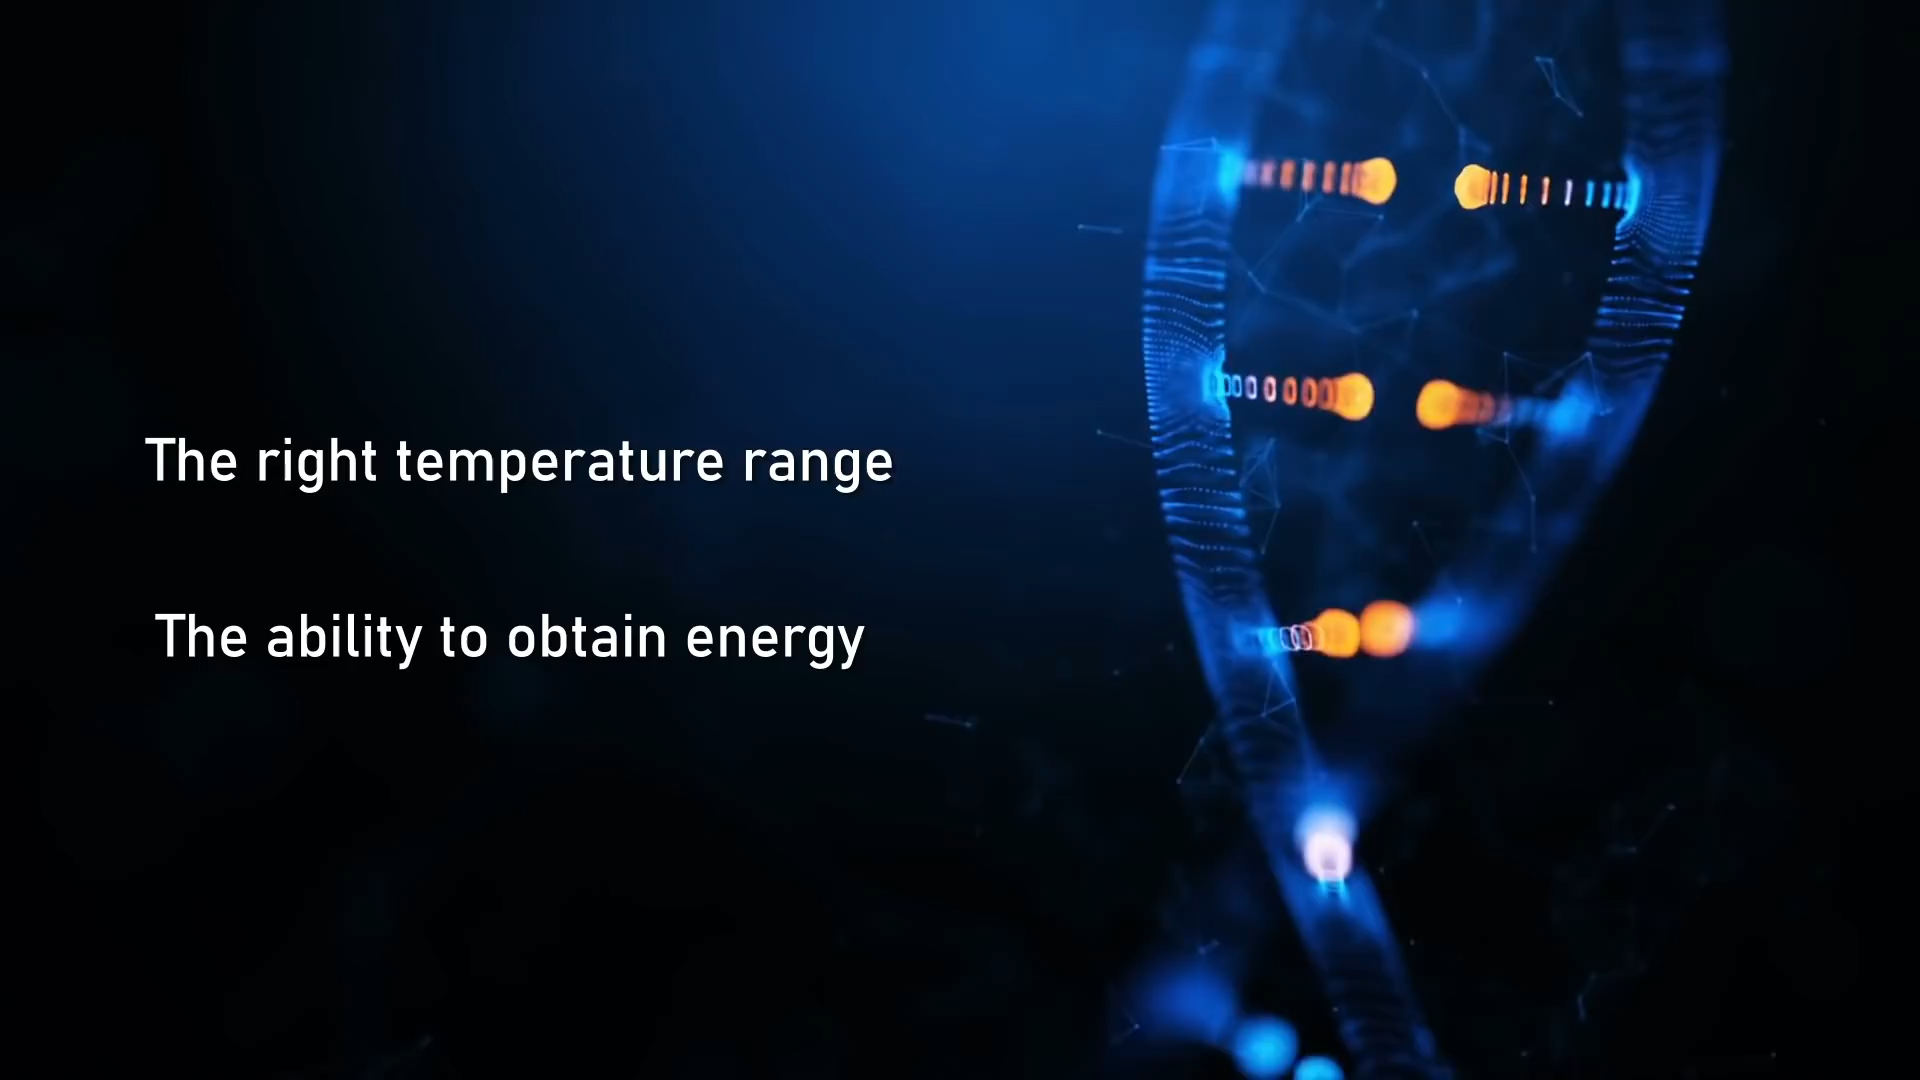 The right temperature range
The ability to obtain energy